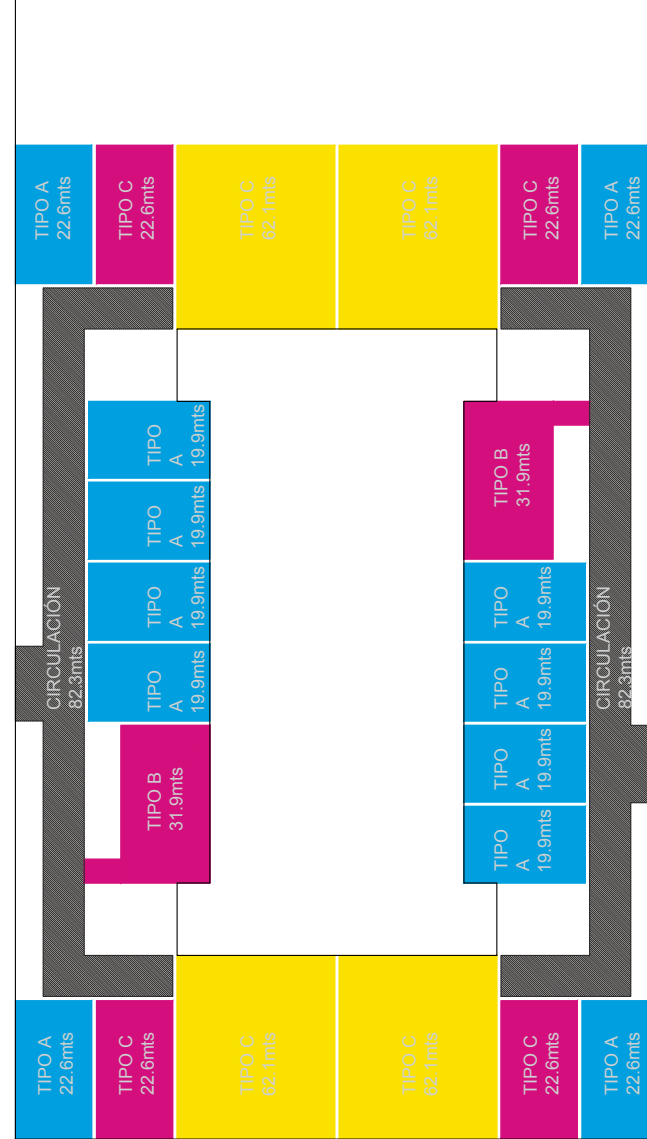 TIPO A
22.6mts
TIPO C
22.6mts
TIPO C
62.1mts
TIPO C
62.1mts
TIPO C
22.6mts
TIPO A
22.6mts
TIPO
A
19.9mts
TIPO
A
19.9mts
TIPO
A
19.9mts
TIPO
A
19.9mts
TIPO B
31.9mts
CIRCULACIÓN
82.3mts
TIPO B
31.9mts
TIPO
A
19.9mts
TIPO
A
19.9mts
TIPO
A
19.9mts
TIPO
A
19.9mts
CIRCULACIÓN
82.3mts
TIPO A
22.6mts
TIPO C
22.6mts
TIPO C
62.1mts
TIPO C
62.1mts
TIPO C
22.6mts
TIPO A
22.6mts